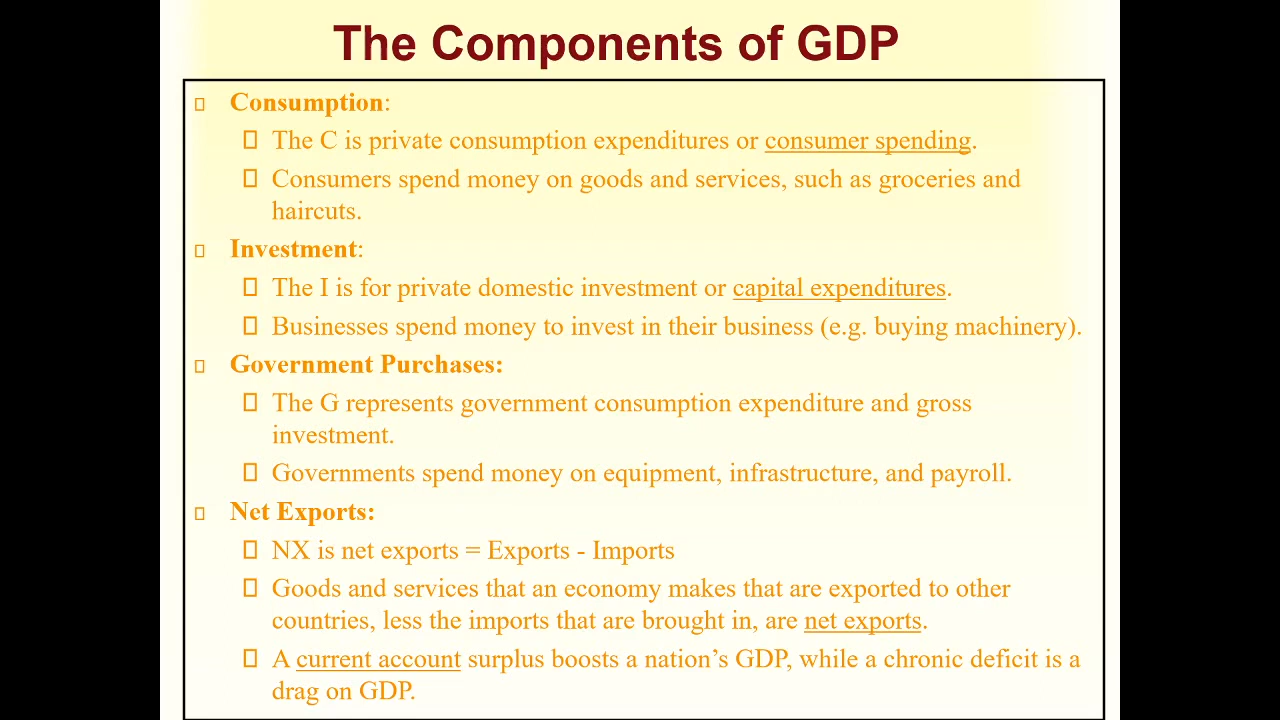 The Components of GDP
Consumption:
The C is private consumption expenditures or consumer spending.
Consumers spend money on goods and services, such as groceries and
haircuts.
Investment:
The I is for private domestic investment or capital expenditures.
Businesses spend money to invest in their business (e.g. buying machinery).
Government Purchases:
The G represents government consumption expenditure and gross
investment.
Governments spend money on equipment, infrastructure, and payroll.
Net Exports:
NX is net exports = Exports - Imports
Goods and services that an economy makes that are exported to other
countries, less the imports that are brought in, are net exports.
A current account surplus boosts a nation’s GDP, while a chronic deficit is a
drag on GDP.